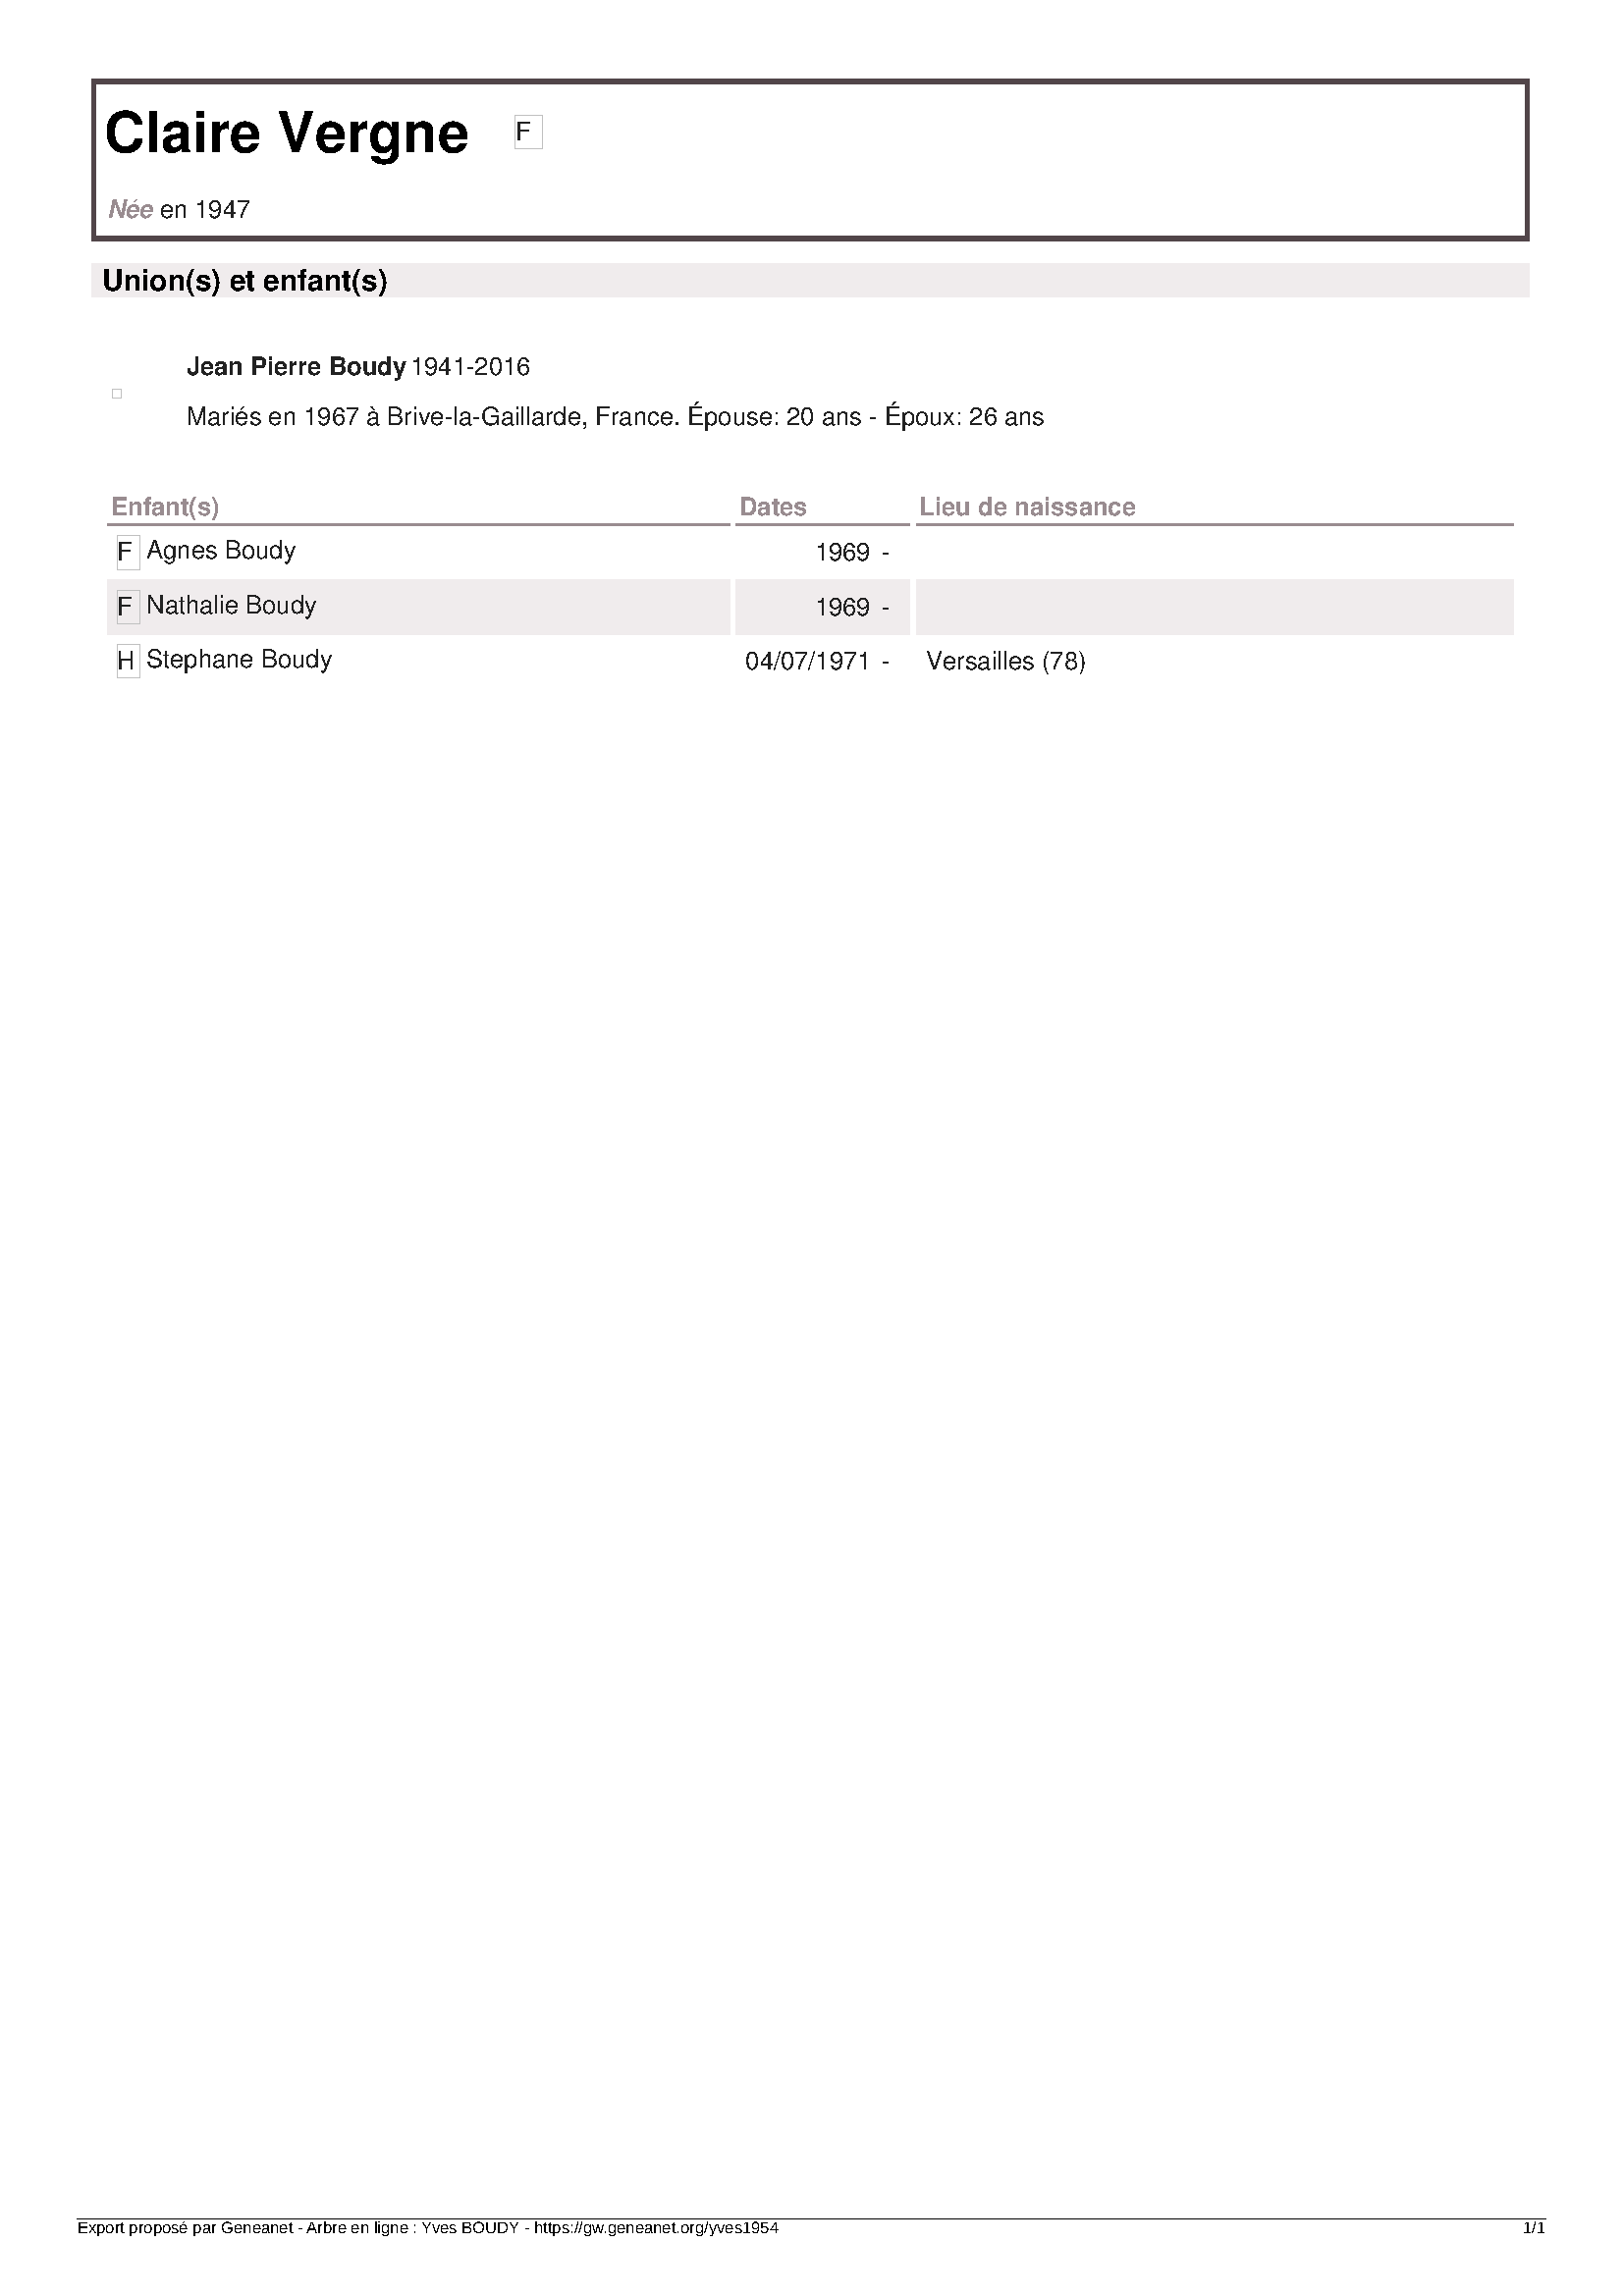 Claire Vergne F
Née en 1947
Union(s) et enfant(s)
Jean Pierre Boudy 1941-2016
Mariés en 1967 à Brive-la-Gaillarde, France. Épouse: 20 ans - Époux: 26 ans
Enfant(s) Dates Lieu de naissance
F Agnes Boudy 1969 -
F Nathalie Boudy 1969 -
H Stephane Boudy 04/07/1971 - Versailles (78)
Export proposé par Geneanet - Arbre en ligne : Yves BOUDY - https://gw.geneanet.org/yves1954 1/1